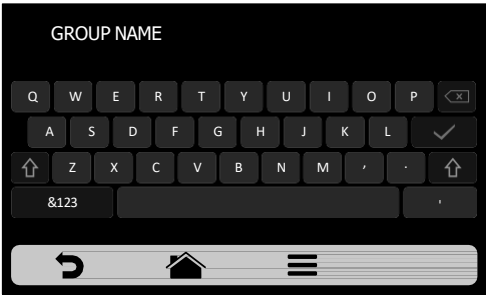 GROUP NAME
Q W E R T Y U I O P
A S D F G H J K L
Z X C V B N M , .
&123 '